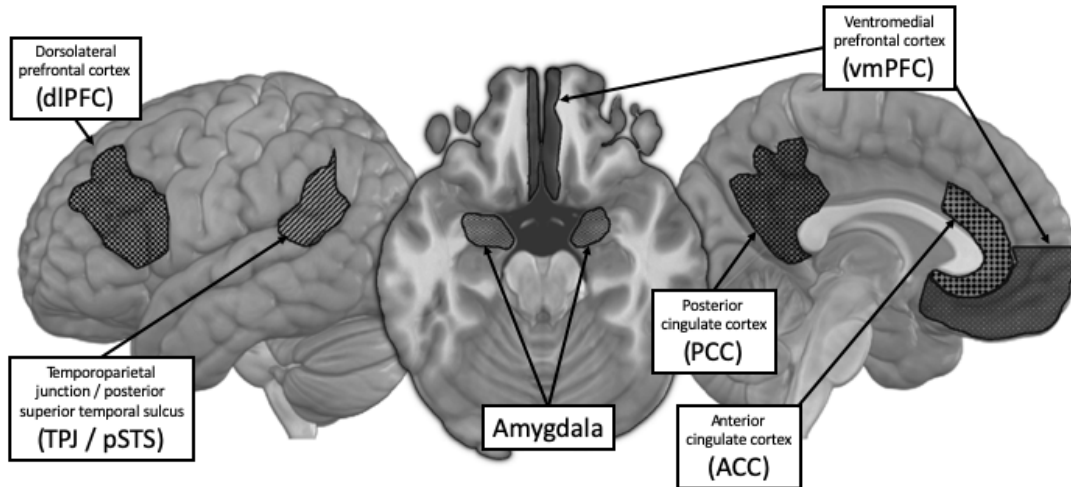 Dorsolateral
prefrontal cortex
(dlPFC)
Ventromedial
prefrontal cortex
(vmPFC)
Temporoparietal
junction / posterior
superior temporal sulcus
(TPJ / pSTS)
Amygdala
Posterior
cingulate cortex
(PCC)
Anterior
cingulate cortex
(ACC)